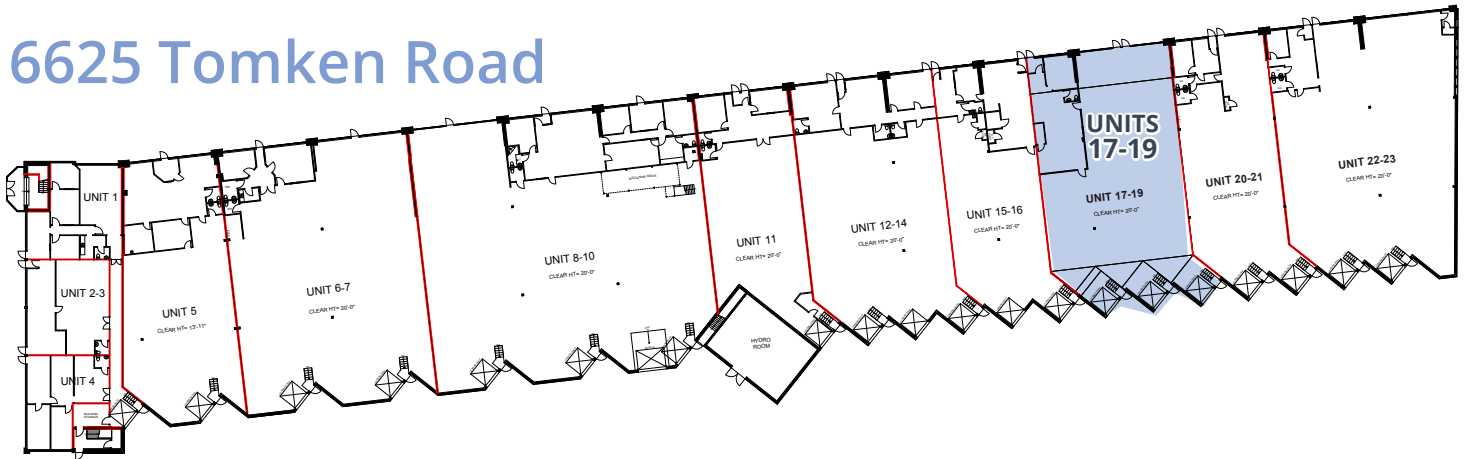 6625 Tomken Road
UNIT 1
UNIT 2-3
UNIT 4
UNIT 5
CLEAR HT= 13'-11"
UNIT 6-7
CLEAR HT= 20'-0"
UNIT 8-10
CLEAR HT= 20'-0"
UNIT 11
CLEAR HT= 20'-0"
HYDRO
ROOM
UNIT 12-14
CLEAR HT= 20'-0"
UNIT 15-16
CLEAR HT= 20'-0"
UNITS
17-19
UNIT 17-19
CLEAR HT= 20'-0"
UNIT 20-21
CLEAR HT= 20'-0"
UNIT 22-23
CLEAR HT= 20'-0"